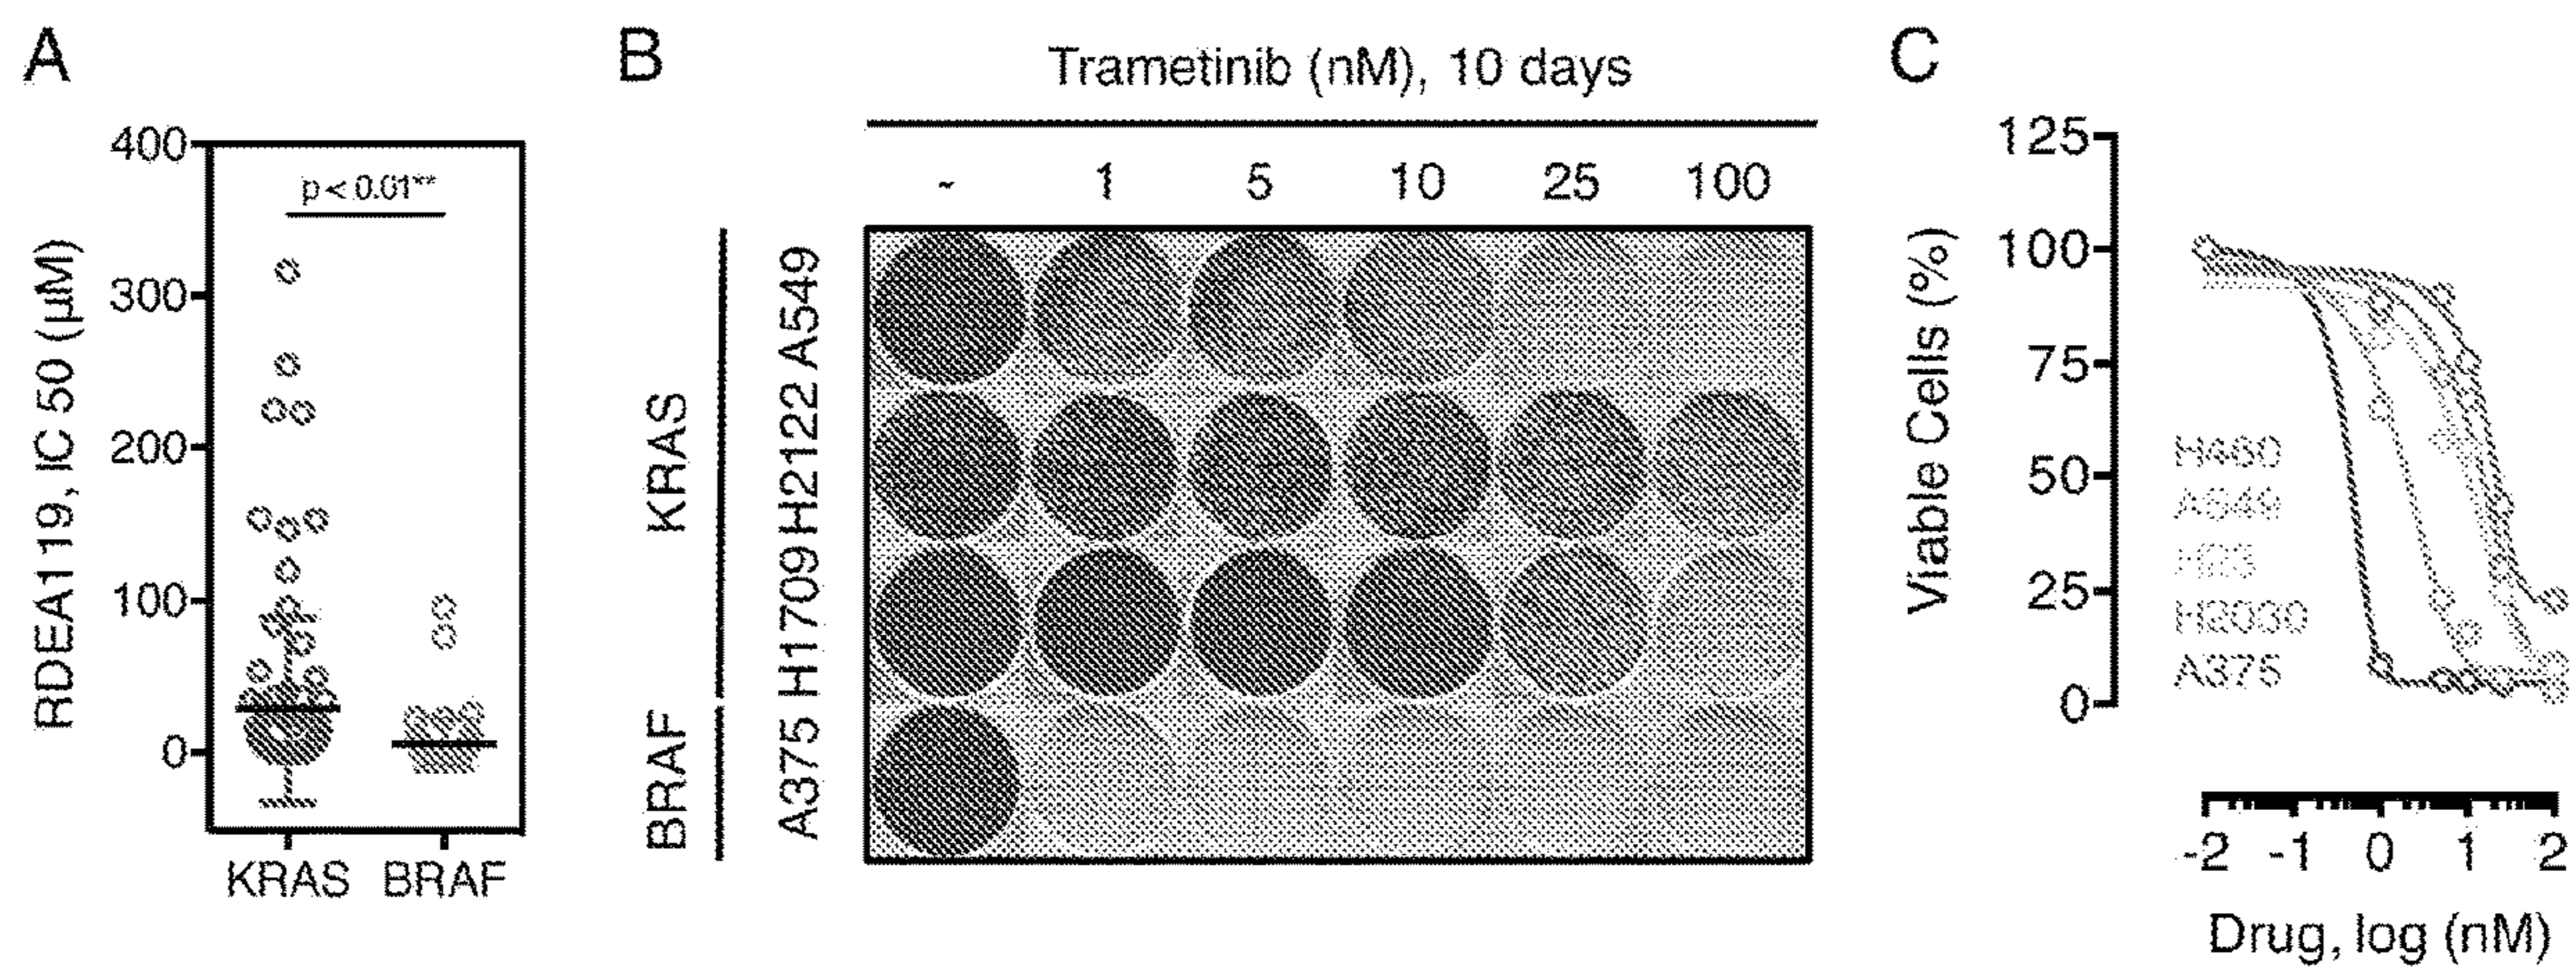 A
400
300
200
100
0
RDEA119, IC 50 (µM)
p < 0.01**
KRAS BRAF
B
Trametinib (nM), 10 days
- 1 5 10 25 100
KRAS
BRAF
A549
H2122
H1709
A375
C
125
100
75
50
25
0
Viable Cells (%)
H460
A549
H23
H2030
A375
-2 -1 0 1 2
Drug, log (nM)